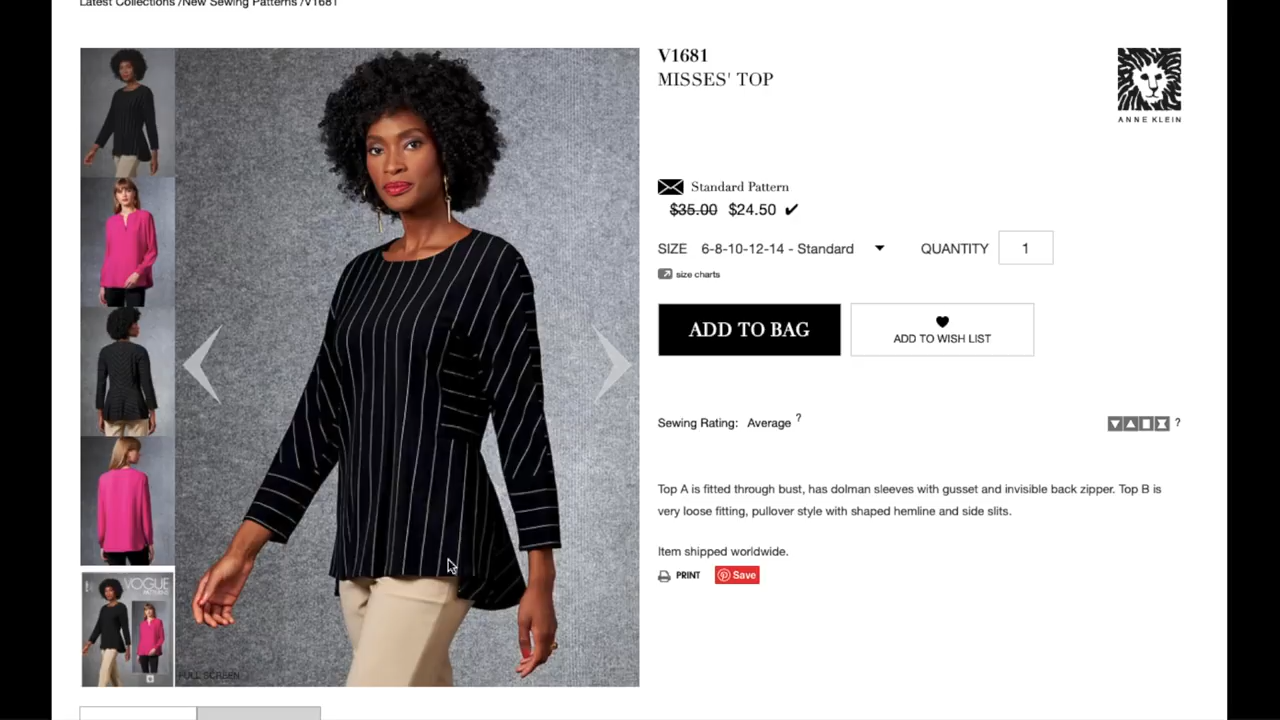 Latest Collections /New Sewing Patterns /V1681
V1681
MISSES' TOP
ANNE KLEIN
Standard Pattern
$35.00 $24.50 ✔
SIZE 6-8-10-12-14 - Standard QUANTITY 1
size charts
ADD TO BAG
ADD TO WISH LIST
Sewing Rating: Average ? ?
Top A is fitted through bust, has dolman sleeves with gusset and invisible back zipper. Top B is
very loose fitting, pullover style with shaped hemline and side slits.
Item shipped worldwide.
PRINT Save
VOGUE
FULL SCREEN